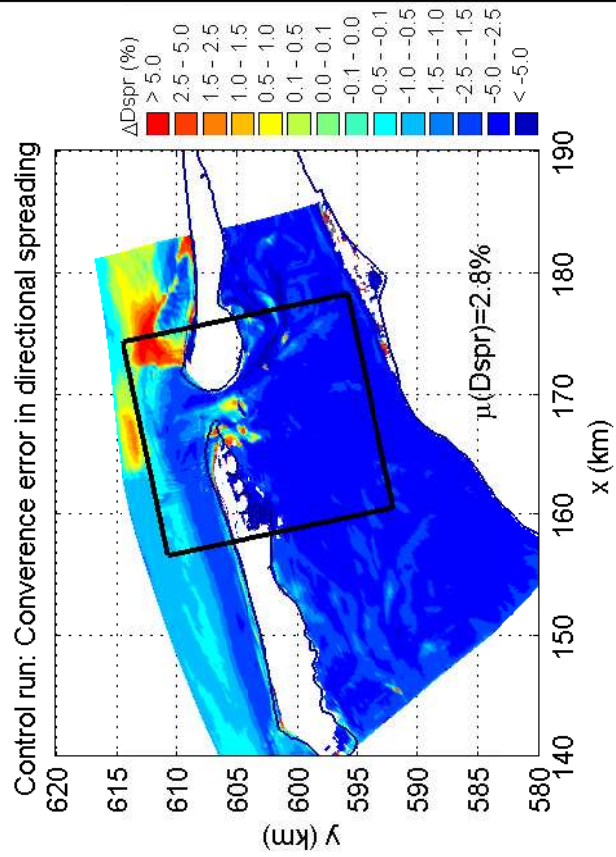 Control run: Converence error in directional spreading
ΔDspr (%)
> 5.0
2.5 - 5.0
1.5 - 2.5
1.0 - 1.5
0.5 - 1.0
0.1 - 0.5
0.0 - 0.1
-0.1 - 0.0
-0.5 - -0.1
-1.0 - -0.5
-1.5 - -1.0
-2.5 - -1.5
-5.0 - -2.5
< -5.0
620
615
610
605
600
595
590
585
580
y (km)
μ(Dspr)=2.8%
140
150
160
170
180
190
x (km)